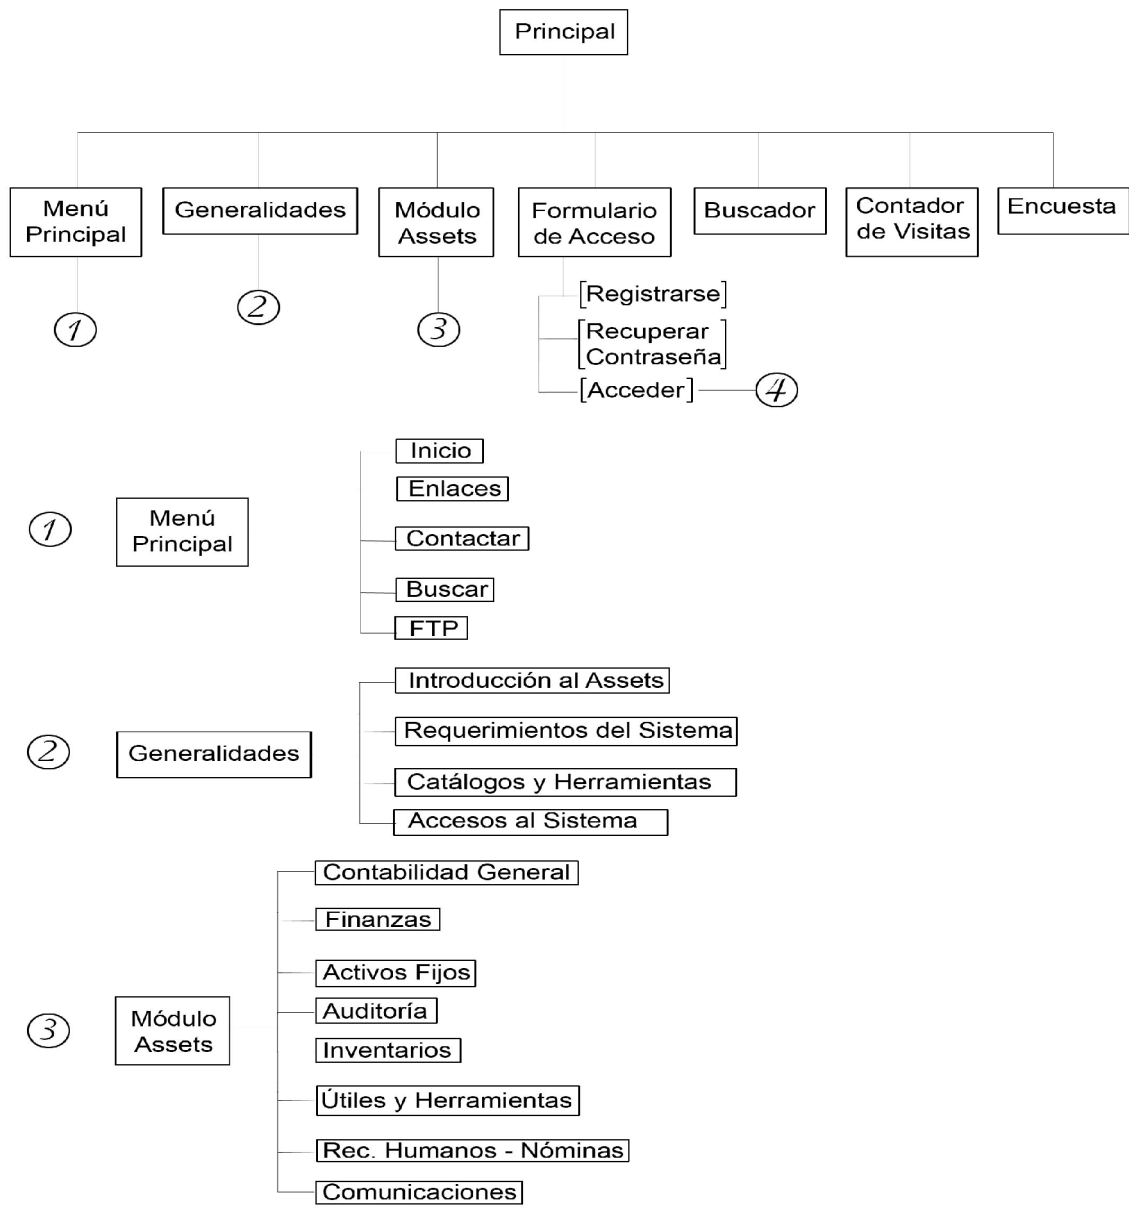 Principal
Menú
Principal
Generalidades
Módulo
Assets
Formulario
de Acceso
Buscador
Contador
de Visitas
Encuesta
1
2
3
[Registrarse]
[Recuperar
Contraseña]
[Acceder]
4
1
Menú
Principal
Inicio
Enlaces
Contactar
Buscar
FTP
2
Generalidades
Introducción al Assets
Requerimientos del Sistema
Catálogos y Herramientas
Accesos al Sistema
3
Módulo
Assets
Contabilidad General
Finanzas
Activos Fijos
Auditoría
Inventarios
Útiles y Herramientas
Rec. Humanos - Nóminas
Comunicaciones